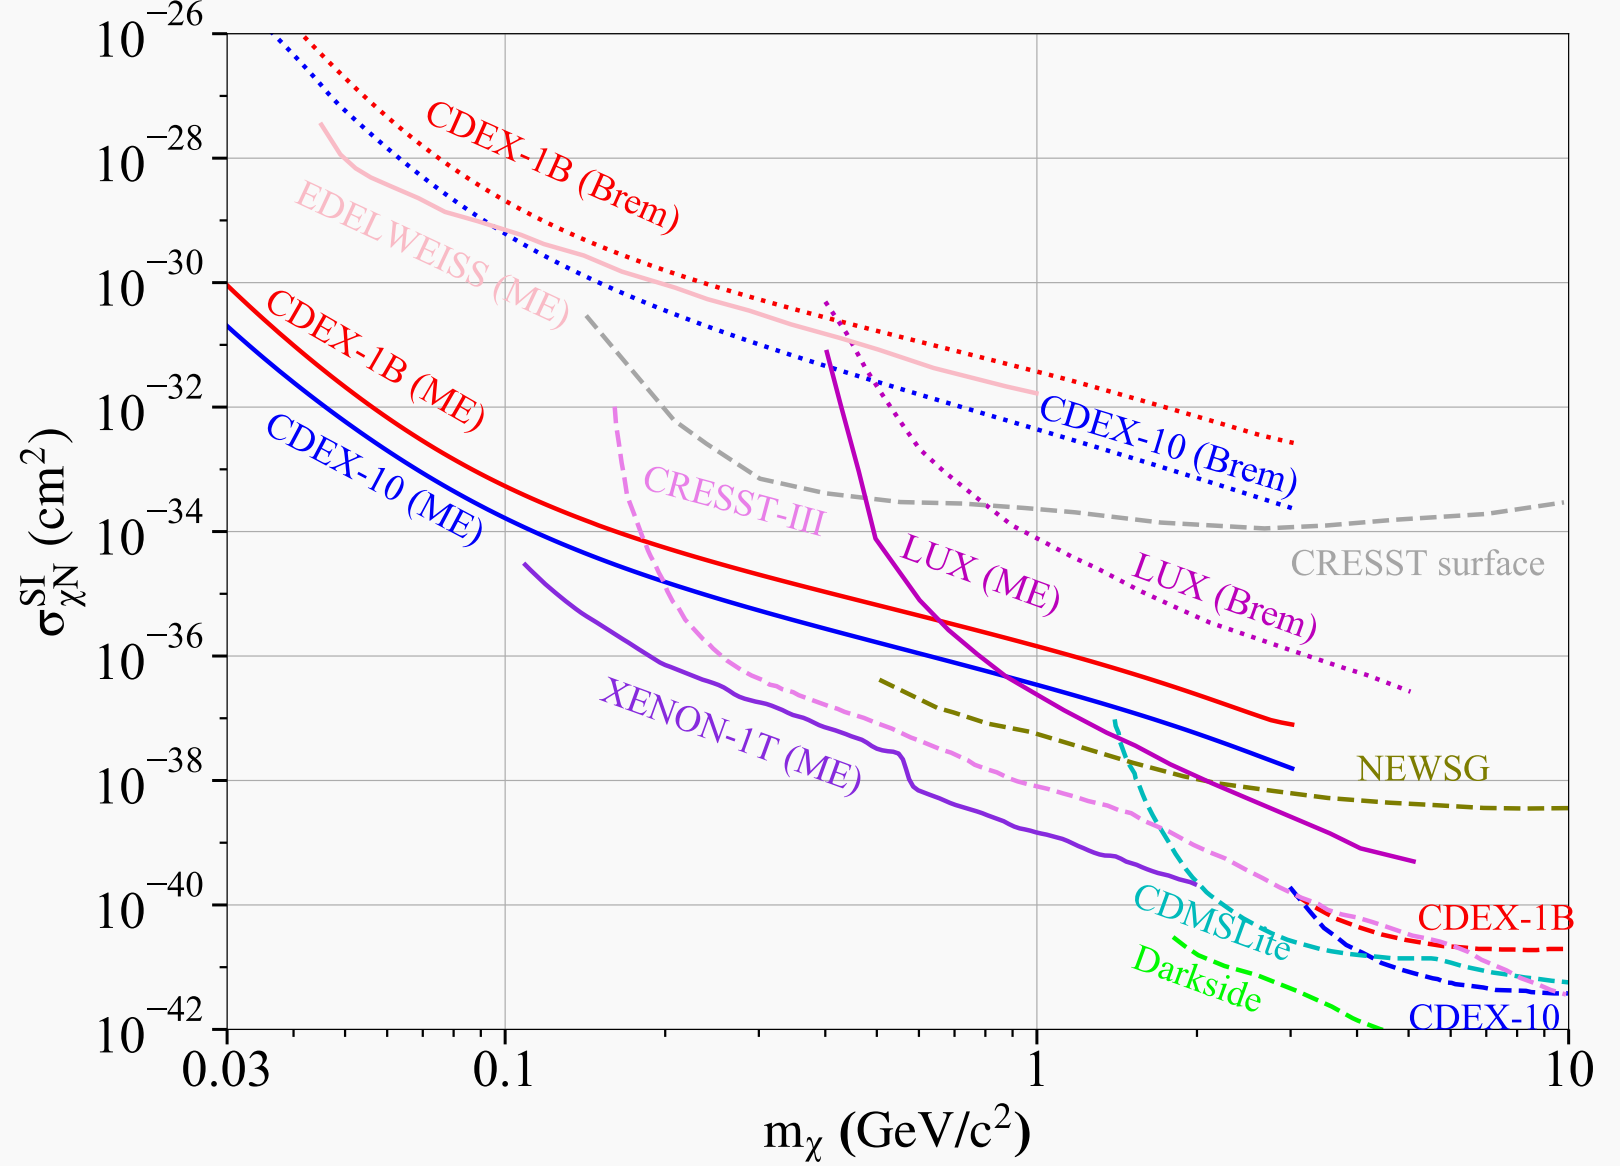 10⁻²⁶
10⁻²⁸
10⁻³⁰
10⁻³²
10⁻³⁴
10⁻³⁶
10⁻³⁸
10⁻⁴⁰
10⁻⁴²
σ^SI_χN (cm²)
CDEX-1B (Brem)
EDELWEISS (ME)
CDEX-1B (ME)
CDEX-10 (ME)
CDEX-10 (Brem)
CRESST-III
LUX (ME)
LUX (Brem)
CRESST surface
XENON-1T (ME)
NEWSG
CDMSLite
CDEX-1B
Darkside
CDEX-10
0.03 0.1 1 10
m_χ (GeV/c²)